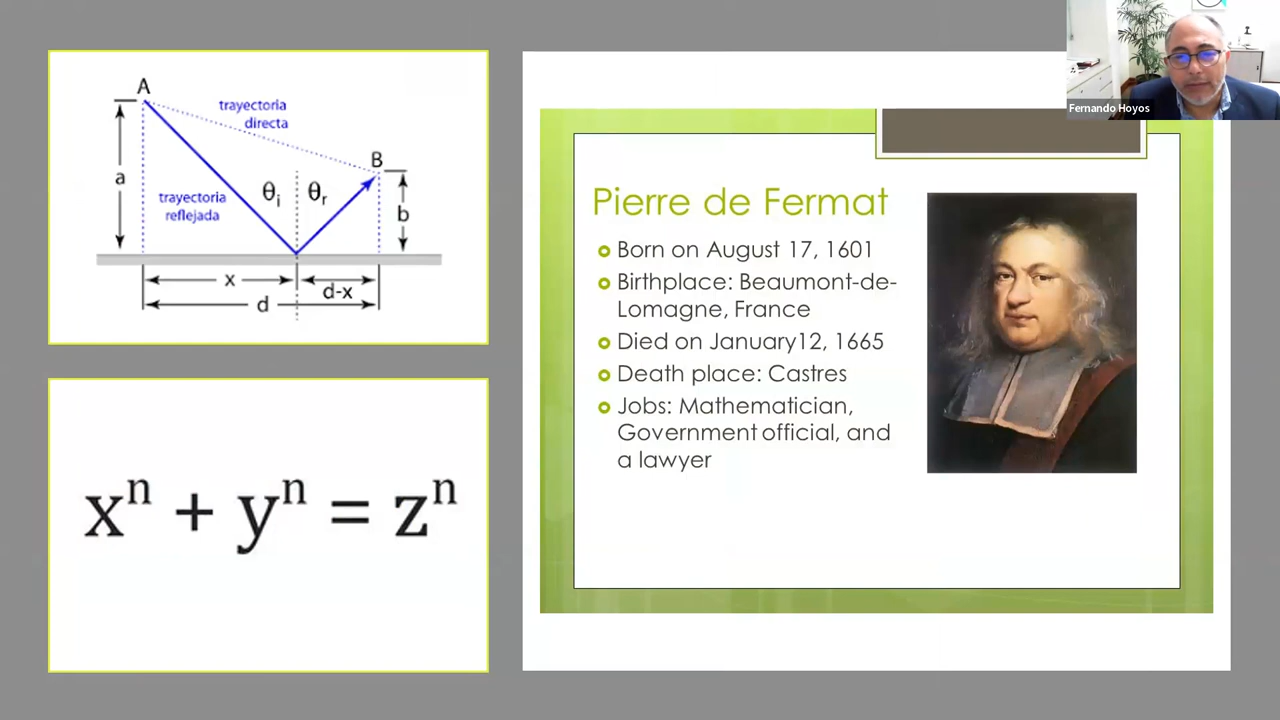 A
trayectoria
directa
B
a
trayectoria
reflejada
θi
θr
b
x
d-x
d
xⁿ + yⁿ = zⁿ
Fernando Hoyos
Pierre de Fermat
Born on August 17, 1601
Birthplace: Beaumont-de-
Lomagne, France
Died on January12, 1665
Death place: Castres
Jobs: Mathematician,
Government official, and
a lawyer